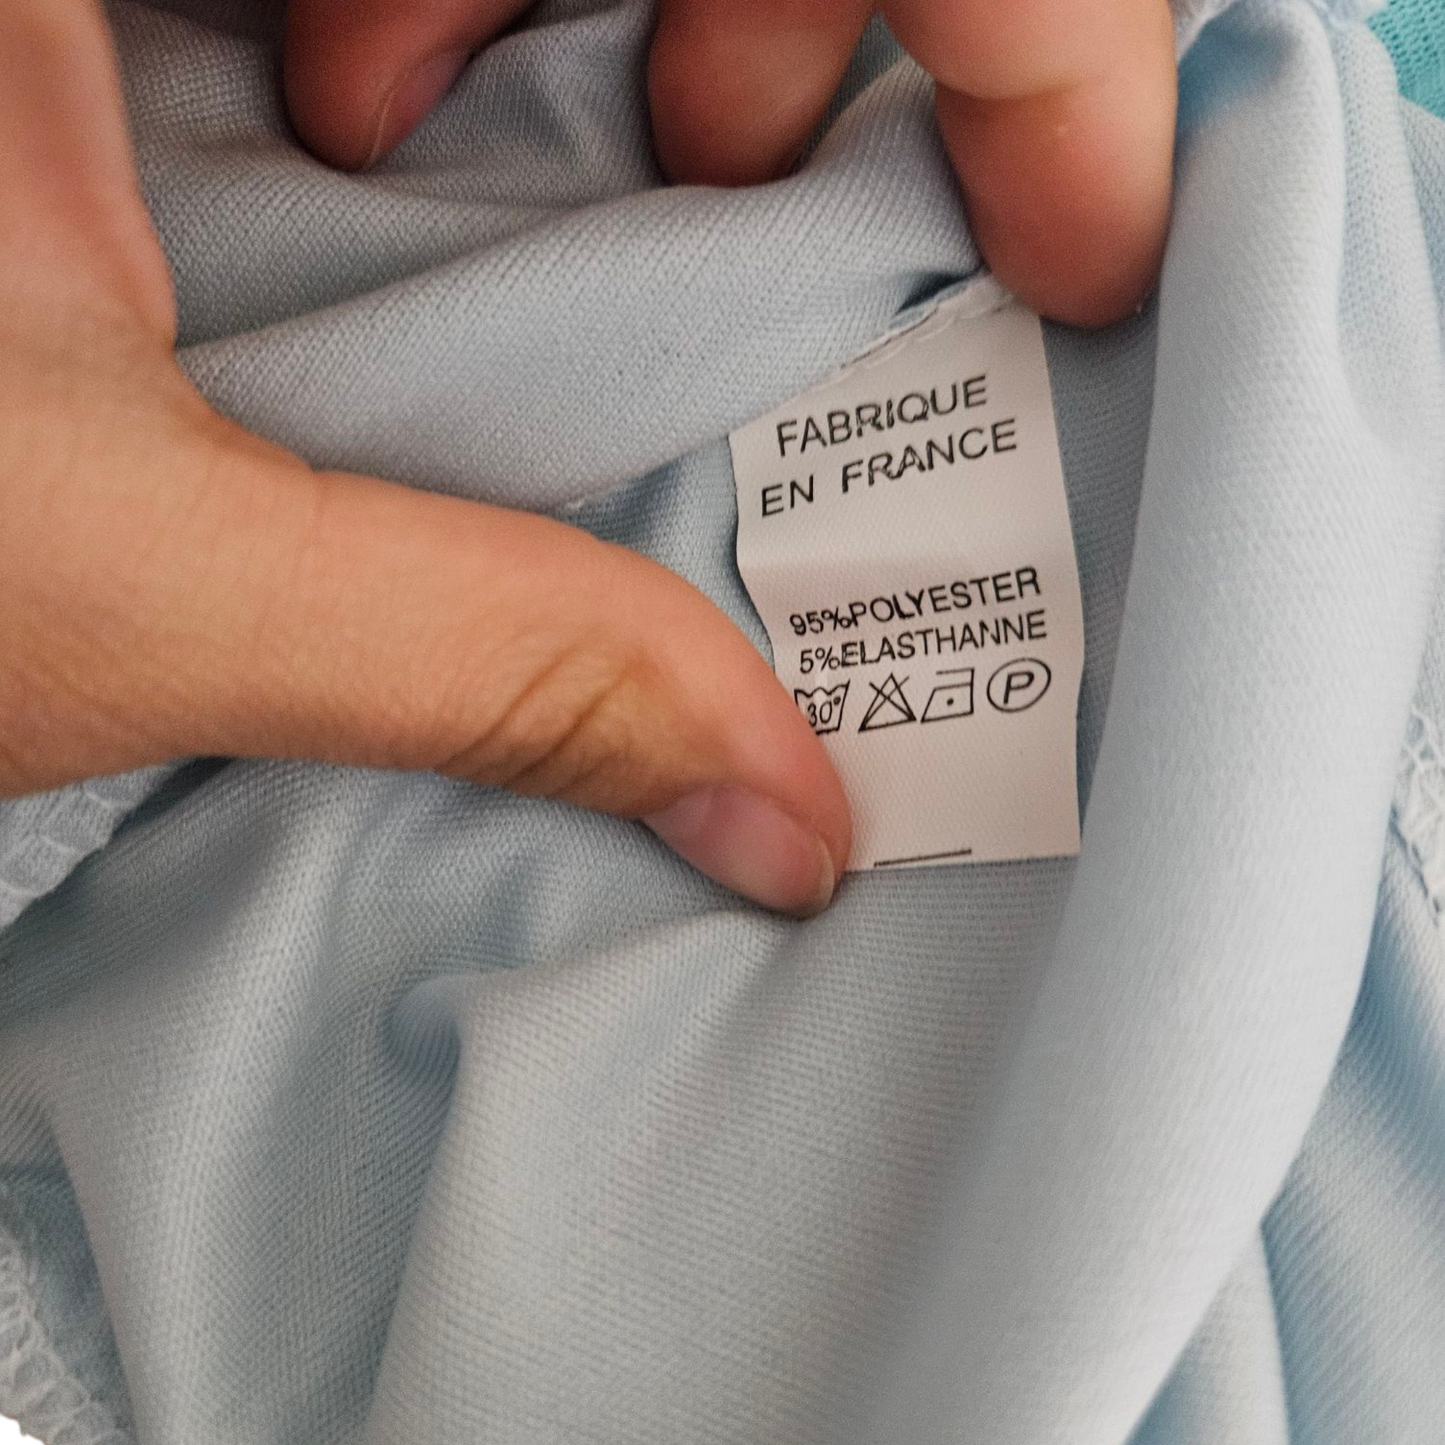 FABRIQUE
EN FRANCE
95%POLYESTER
5%ELASTHANNE
30° P